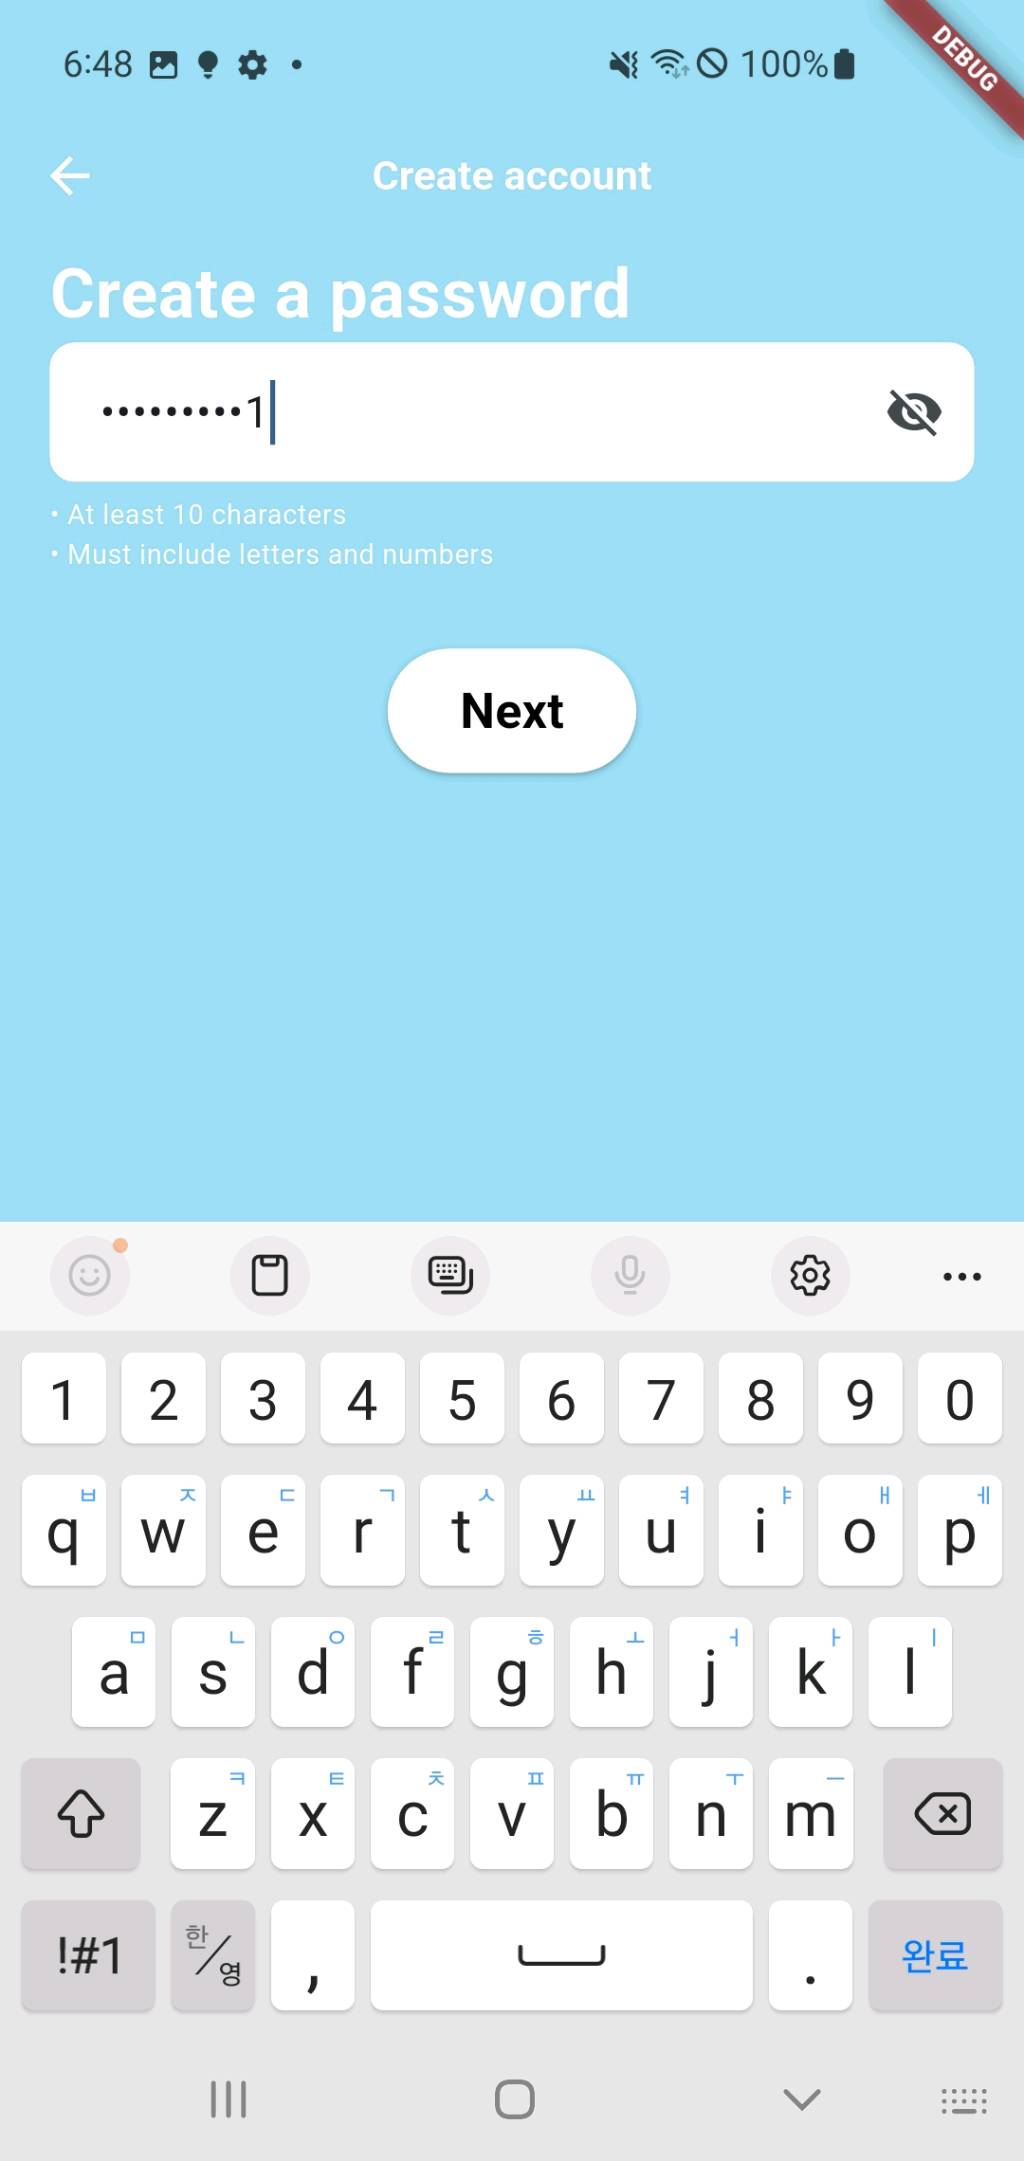 6:48 100%
DEBUG
Create account
Create a password
•••••••••1
• At least 10 characters
• Must include letters and numbers
Next
1 2 3 4 5 6 7 8 9 0
ㅂ ㅈ ㄷ ㄱ ㅅ ㅛ ㅕ ㅑ ㅐ ㅔ
q w e r t y u i o p
ㅁ ㄴ ㅇ ㄹ ㅎ ㅗ ㅓ ㅏ ㅣ
a s d f g h j k l
ㅋ ㅌ ㅊ ㅍ ㅠ ㅜ ㅡ
z x c v b n m
!#1 한/영 , . 완료